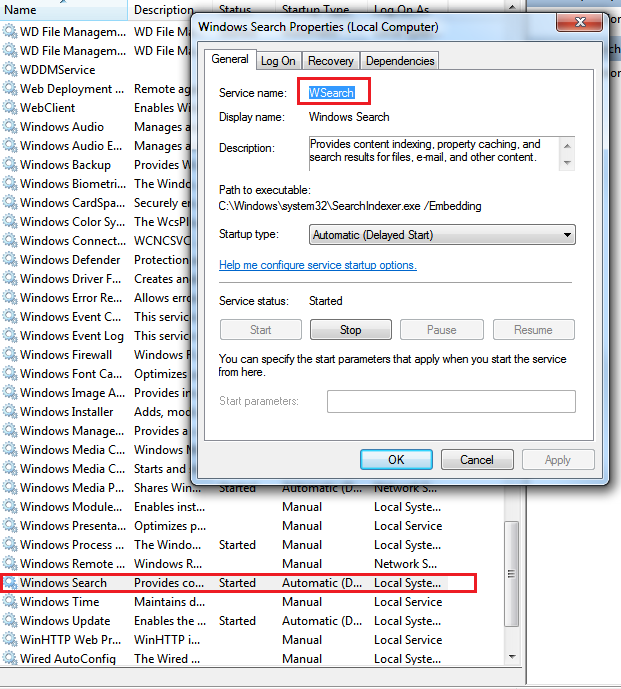 Name Description Status Startup Type Log On As
WD File Managem... WD File Ma...
WD File Managem... WD File Ma...
WDDMService
Web Deployment ... Remote age...
WebClient Enables Win
Windows Audio Manages a
Windows Audio E... Manages a
Windows Backup Provides W
Windows Biometri... The Windo
Windows CardSpa... Securely en
Windows Color Sy... The WcsPl
Windows Connect... WCNCSVC
Windows Defender Protection
Windows Driver F... Creates an
Windows Error Re... Allows erro
Windows Event C... This servic
Windows Event Log This servic
Windows Firewall Windows F
Windows Font Ca... Optimizes
Windows Image A... Provides in
Windows Installer Adds, mod
Windows Manage... Provides a
Windows Media C... Windows M
Windows Media C... Starts and
Windows Media P... Shares Win... Started Automatic (D... Network S...
Windows Module... Enables inst... Manual Local Syste...
Windows Presenta... Optimizes p... Manual Local Service
Windows Process ... The Windo... Started Manual Local Syste...
Windows Remote ... Windows R... Manual Network S...
Windows Search Provides co... Started Automatic (D... Local Syste...
Windows Time Maintains d... Manual Local Service
Windows Update Enables the ... Started Automatic (D... Local Syste...
WinHTTP Web Pr... WinHTTP i... Manual Local Service
Wired AutoConfig The Wired ... Manual Local Syste...
Windows Search Properties (Local Computer)
General Log On Recovery Dependencies
Service name: WSearch
Display name: Windows Search
Description: Provides content indexing, property caching, and
search results for files, e-mail, and other content.
Path to executable:
C:\Windows\system32\SearchIndexer.exe /Embedding
Startup type: Automatic (Delayed Start)
Help me configure service startup options.
Service status: Started
Start Stop Pause Resume
You can specify the start parameters that apply when you start the service
from here.
Start parameters:
OK Cancel Apply